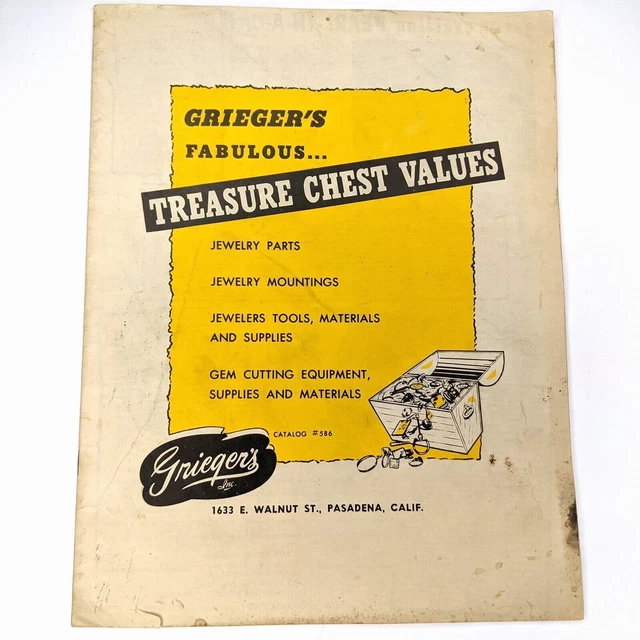 GRIEGER'S
FABULOUS...
TREASURE CHEST VALUES
JEWELRY PARTS
JEWELRY MOUNTINGS
JEWELERS TOOLS, MATERIALS
AND SUPPLIES
GEM CUTTING EQUIPMENT,
SUPPLIES AND MATERIALS
CATALOG #S86
Grieger's
Inc.
1633 E. WALNUT ST., PASADENA, CALIF.